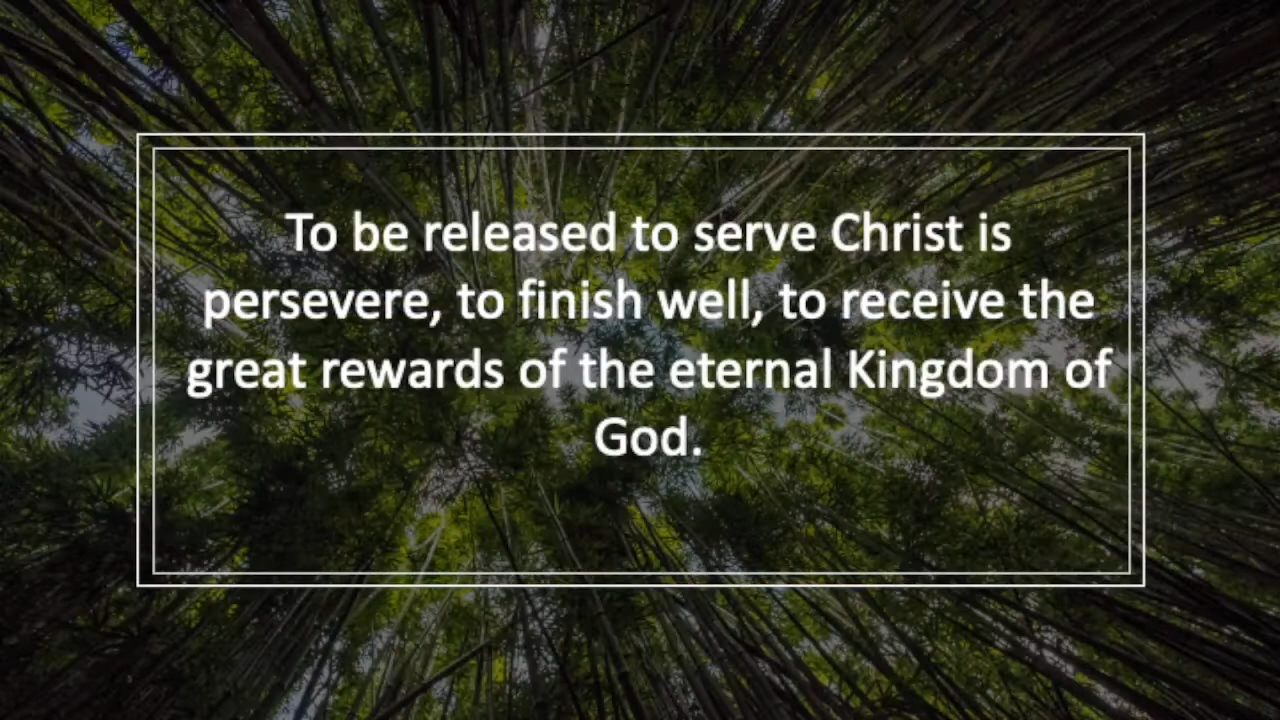 To be released to serve Christ is
persevere, to finish well, to receive the
great rewards of the eternal Kingdom of
God.